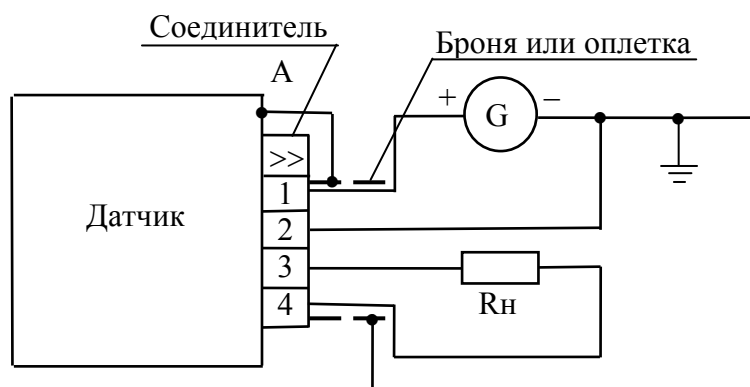 Соединитель
Броня или оплетка
А
+ G −
>>
1
Датчик
2
3
4
Rн